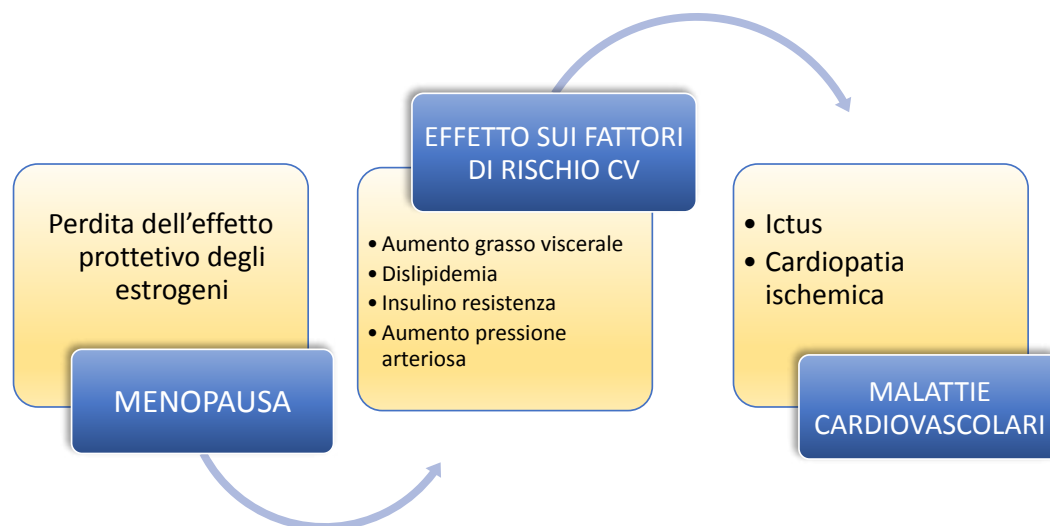 Perdita dell’effetto
prottetivo degli
estrogeni
MENOPAUSA
EFFETTO SUI FATTORI
DI RISCHIO CV
• Aumento grasso viscerale
• Dislipidemia
• Insulino resistenza
• Aumento pressione
arteriosa
• Ictus
• Cardiopatia
ischemica
MALATTIE
CARDIOVASCOLARI